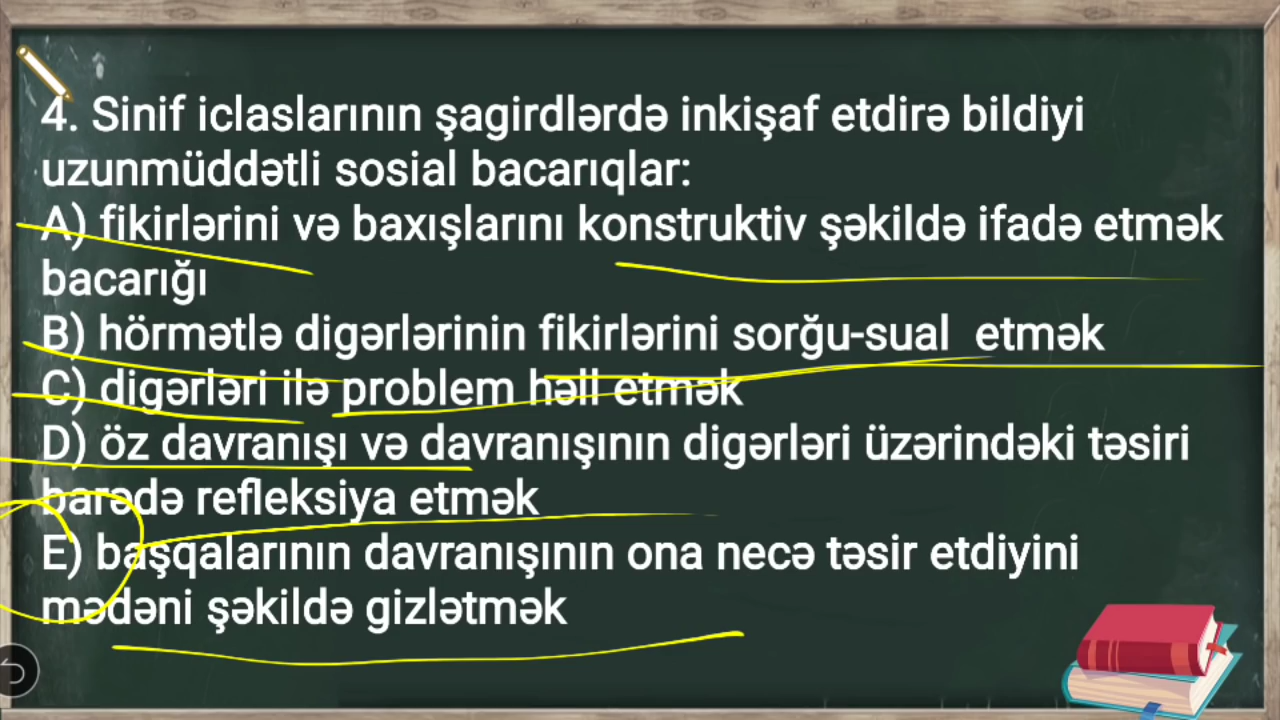 4. Sinif iclaslarının şagirdlərdə inkişaf etdirə bildiyi
uzunmüddətli sosial bacarıqlar:
A) fikirlərini və baxışlarını konstruktiv şəkildə ifadə etmək
bacarığı
B) hörmətlə digərlərinin fikirlərini sorğu-sual etmək
C) digərləri ilə problem həll etmək
D) öz davranışı və davranışının digərləri üzərindəki təsiri
barədə refleksiya etmək
E) başqalarının davranışının ona necə təsir etdiyini
mədəni şəkildə gizlətmək